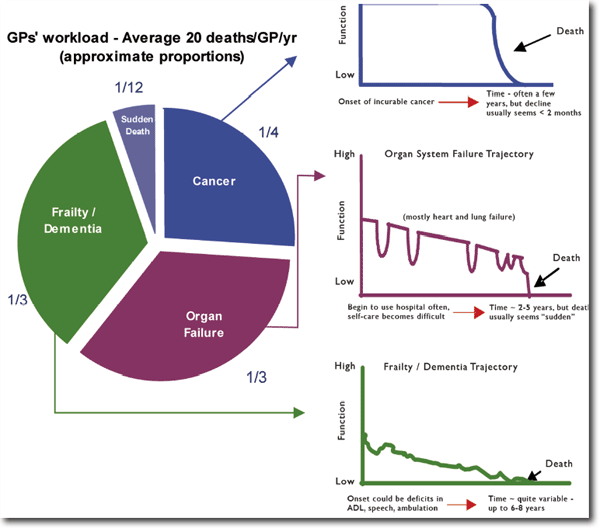 GPs' workload - Average 20 deaths/GP/yr
(approximate proportions)
1/12
Sudden
Death
1/4
Cancer
Frailty /
Dementia
1/3
Organ
Failure
1/3
Function
Low
Death
Onset of incurable cancer
Time - often a few
years, but decline
usually seems < 2 months
High
Organ System Failure Trajectory
Function
(mostly heart and lung failure)
Low
Death
Begin to use hospital often,
self-care becomes difficult
Time ~ 2-5 years, but deat
usually seems "sudden"
High
Frailty / Dementia Trajectory
Function
Low
Death
Onset could be deficits in
ADL, speech, ambulation
Time ~ quite variable -
up to 6-8 years